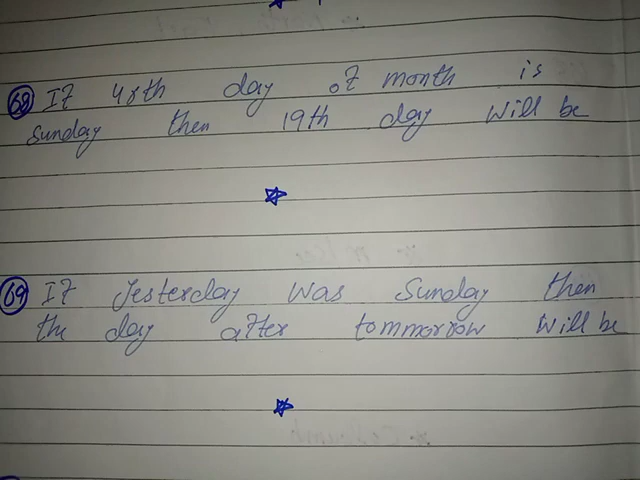 68 If 4rth day of month is
Sunday then 19th day will be
69 If Yesterday was Sunday then
the day after tommorrow will be